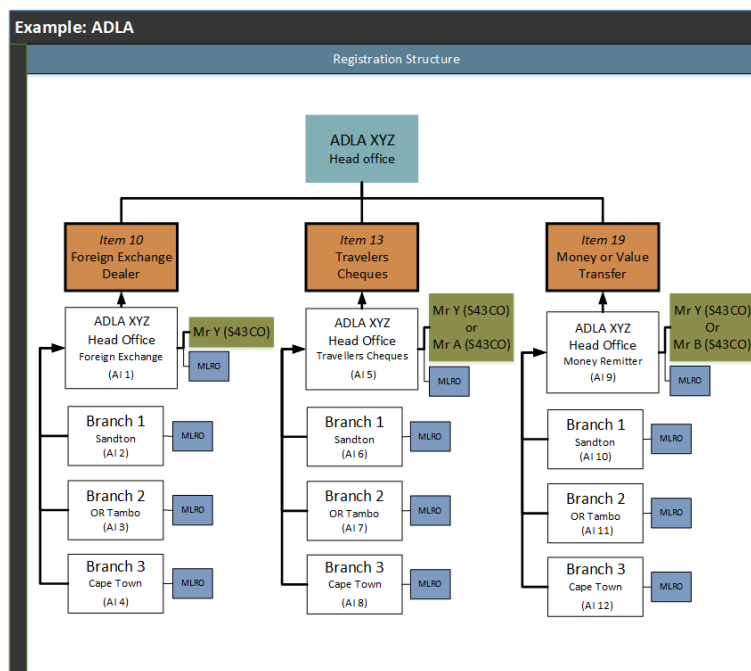 Example: ADLA
Registration Structure
ADLA XYZ
Head office
Item 10
Foreign Exchange
Dealer
Item 13
Travelers
Cheques
Item 19
Money or Value
Transfer
ADLA XYZ
Head Office
Foreign Exchange
(AI 1)
Mr Y (S43CO)
MLRO
Branch 1
Sandton
(AI 2)
MLRO
Branch 2
OR Tambo
(AI 3)
MLRO
Branch 3
Cape Town
(AI 4)
MLRO
ADLA XYZ
Head Office
Travellers Cheques
(AI 5)
Mr Y (S43CO)
or
Mr A (S43CO)
MLRO
Branch 1
Sandton
(AI 6)
MLRO
Branch 2
OR Tambo
(AI 7)
MLRO
Branch 3
Cape Town
(AI 8)
MLRO
ADLA XYZ
Head Office
Money Remitter
(AI 9)
Mr Y (S43CO)
Or
Mr B (S43CO)
MLRO
Branch 1
Sandton
(AI 10)
MLRO
Branch 2
OR Tambo
(AI 11)
MLRO
Branch 3
Cape Town
(AI 12)
MLRO